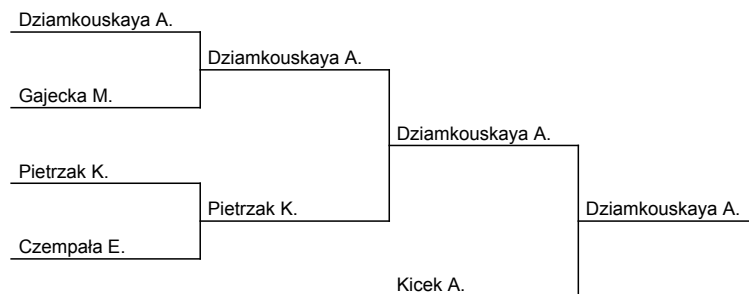 Dziamkouskaya A.
Dziamkouskaya A.
Gajecka M.
Dziamkouskaya A.
Pietrzak K.
Pietrzak K.
Dziamkouskaya A.
Czempała E.
Kicek A.